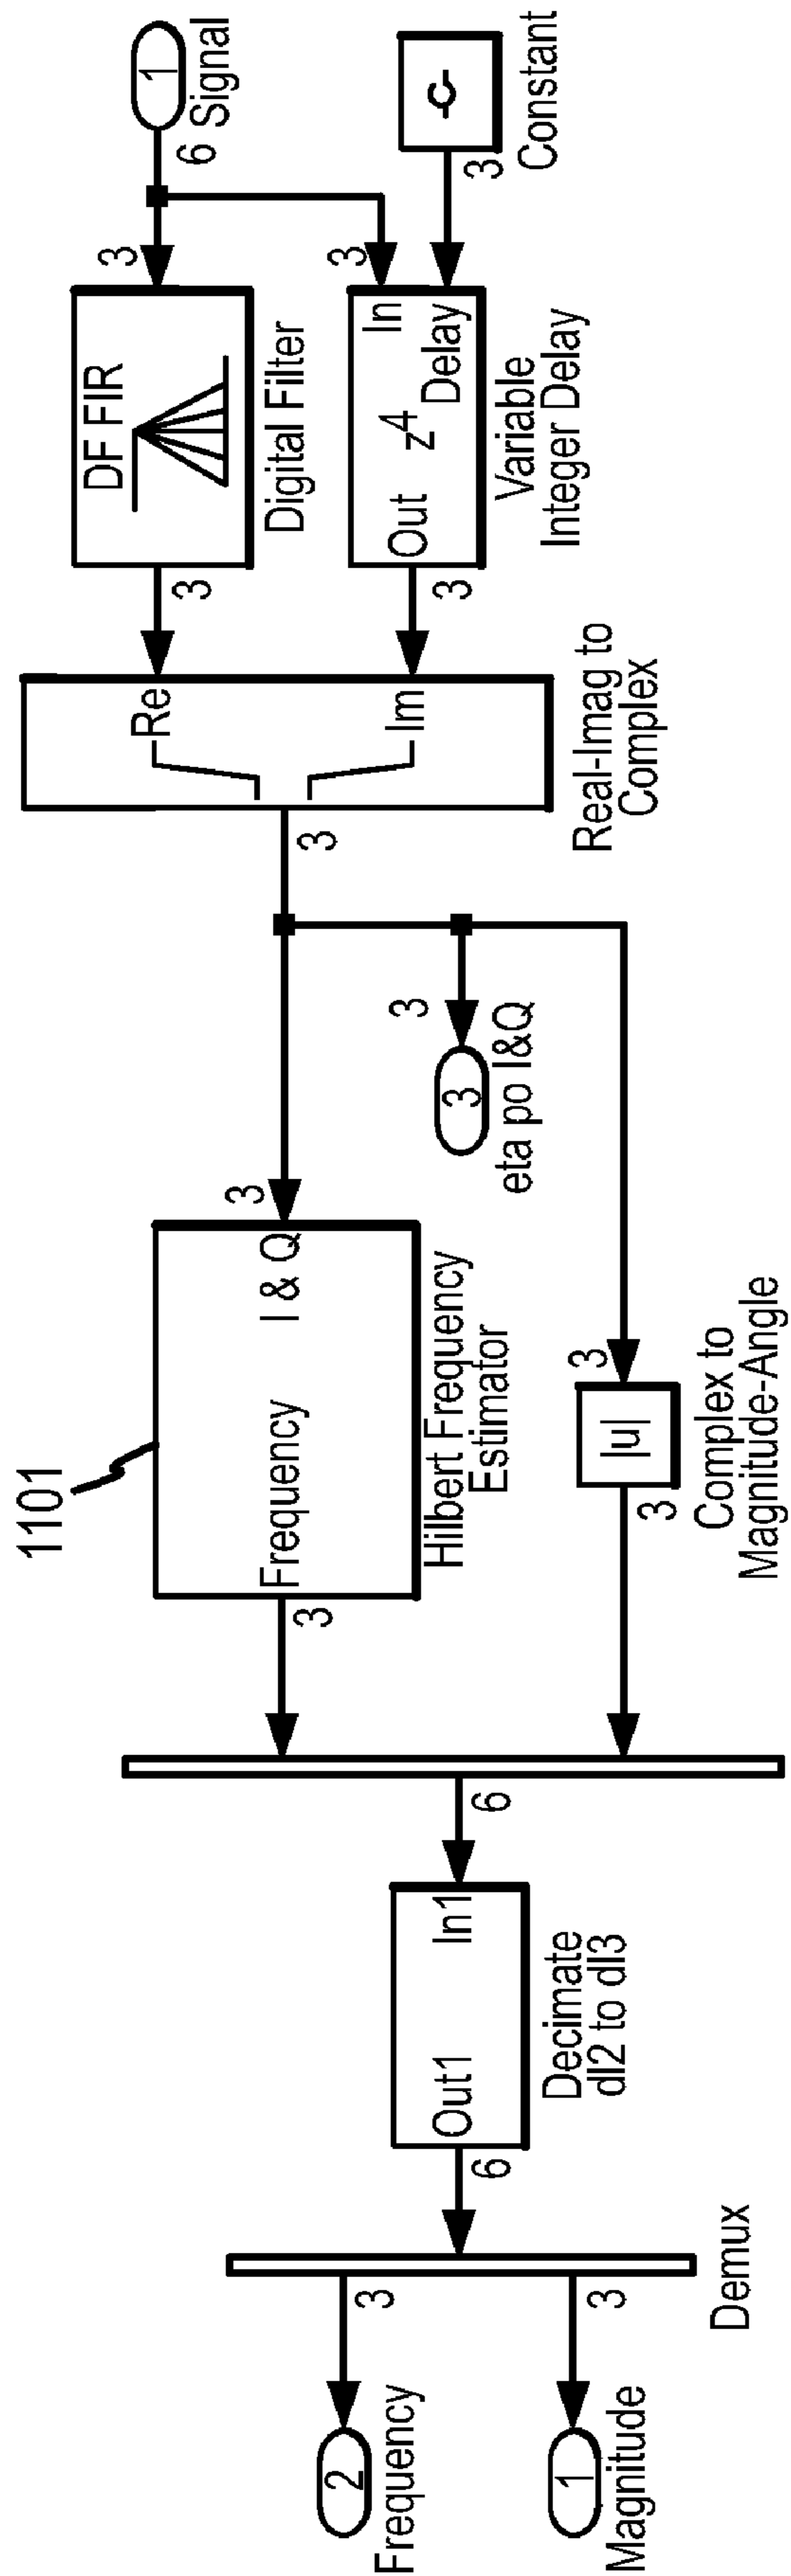 1
Signal
6
3
DF FIR
Digital Filter
3
3
-C-
Constant
3
In
Delay
z4
Out
Variable
Integer Delay
3
Re
Im
Real-Imag to
Complex
3
3
3
eta po I&Q
3
I & Q
Frequency
Hilbert Frequency
Estimator
1101
3
3
|u|
Complex to
Magnitude-Angle
3
6
In1
Out1
Decimate
dl2 to dl3
6
Demux
3
2
Frequency
3
1
Magnitude